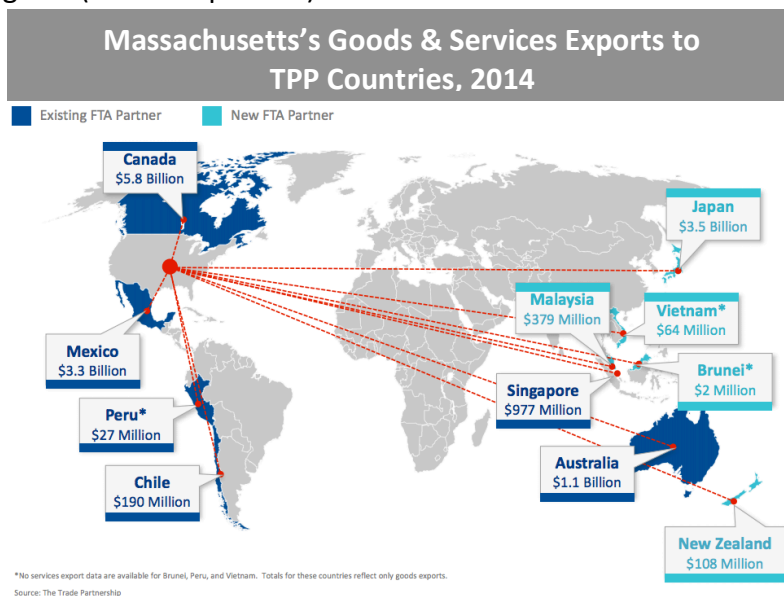 Massachusetts's Goods & Services Exports to
TPP Countries, 2014
Existing FTA Partner
New FTA Partner
Canada
$5.8 Billion
Japan
$3.5 Billion
Malaysia
$379 Million
Vietnam*
$64 Million
Mexico
$3.3 Billion
Brunei*
$2 Million
Singapore
$977 Million
Peru*
$27 Million
Australia
$1.1 Billion
Chile
$190 Million
New Zealand
$108 Million
*No services export data are available for Brunei, Peru, and Vietnam. Totals for these countries reflect only goods exports.
Source: The Trade Partnership